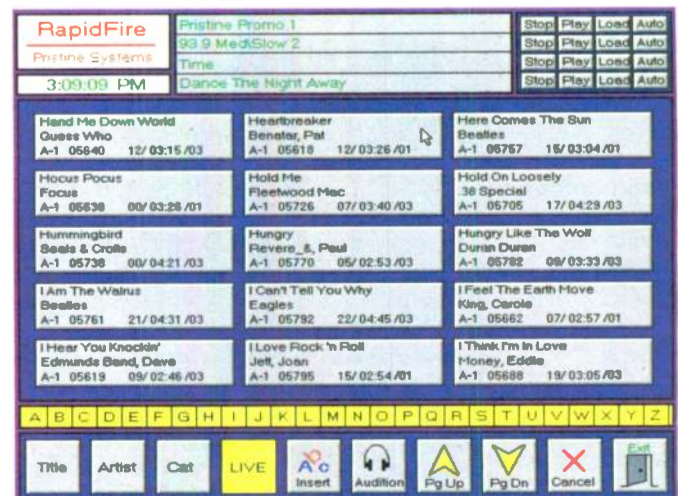 RapidFire
Pristine Systems
3:09:09 PM
Pristine Promo 1
Stop Play Load Auto
93.9 Med\Slow 2
Stop Play Load Auto
Time
Stop Play Load Auto
Dance The Night Away
Stop Play Load Auto
Hand Me Down World
Guess Who
A-1 05640 12/03:15/03
Heartbreaker
Benatar, Pat
A-1 05618 12/03:26/01
Here Comes The Sun
Beatles
A-1 05757 15/03:04/01
Hocus Pocus
Focus
A-1 05636 00/03:28/01
Hold Me
Fleetwood Mac
A-1 05726 07/03:40/03
Hold On Loosely
.38 Special
A-1 05705 17/04:29/03
Hummingbird
Seals & Crofts
A-1 05738 00/04:21/03
Hungry
Revere_&, Paul
A-1 05770 05/02:53/03
Hungry Like The Wolf
Duran Duran
A-1 05782 09/03:33/03
I Am The Walrus
Beatles
A-1 05761 21/04:31/03
I Can't Tell You Why
Eagles
A-1 05792 22/04:45/03
I Feel The Earth Move
King, Carole
A-1 05662 07/02:57/01
I Hear You Knockin'
Edmunds Band, Dave
A-1 05619 09/02:46/03
I Love Rock 'n Roll
Jett, Joan
A-1 05795 15/02:54/01
I Think I'm In Love
Money, Eddie
A-1 05688 19/03:05/03
A B C D E F G H I J K L M N O P Q R S T U V W X Y Z
Title Artist Cat LIVE Insert Audition Pg Up Pg Dn Cancel Exit